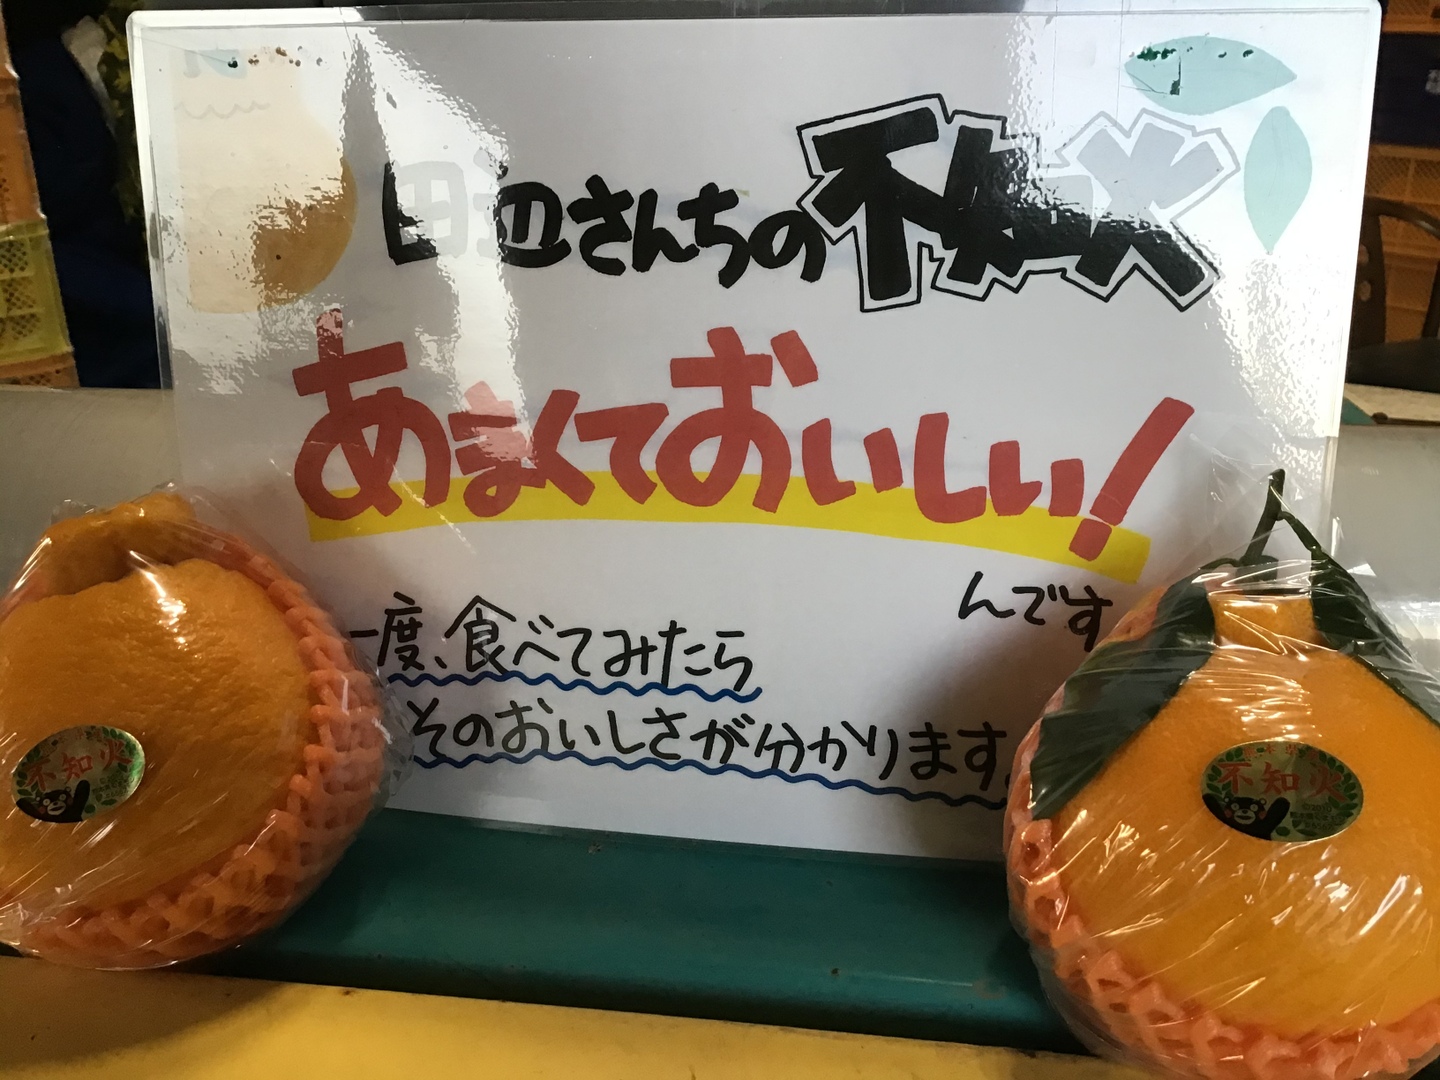 田辺さんちの不知火
あまくておいしい!
んです
一度、食べてみたら
そのおいしさが分かります。
不知火
不知火